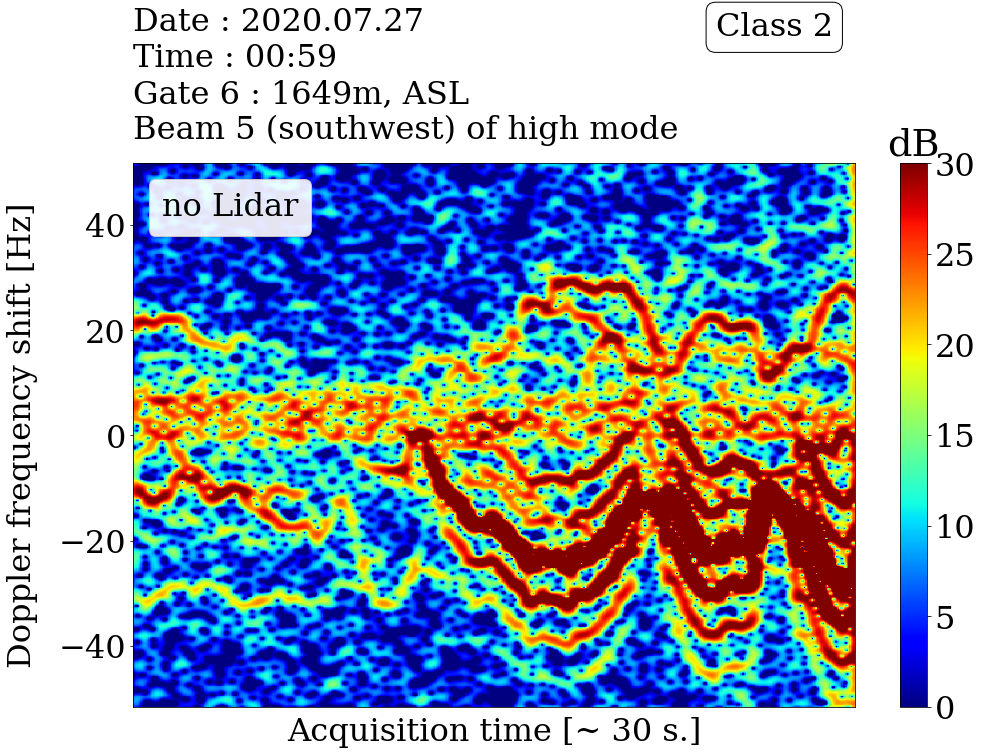 Date : 2020.07.27
Time : 00:59
Gate 6 : 1649m, ASL
Beam 5 (southwest) of high mode
Class 2
dB
no Lidar
Doppler frequency shift [Hz]
40
20
0
−20
−40
30
25
20
15
10
5
0
Acquisition time [~ 30 s.]